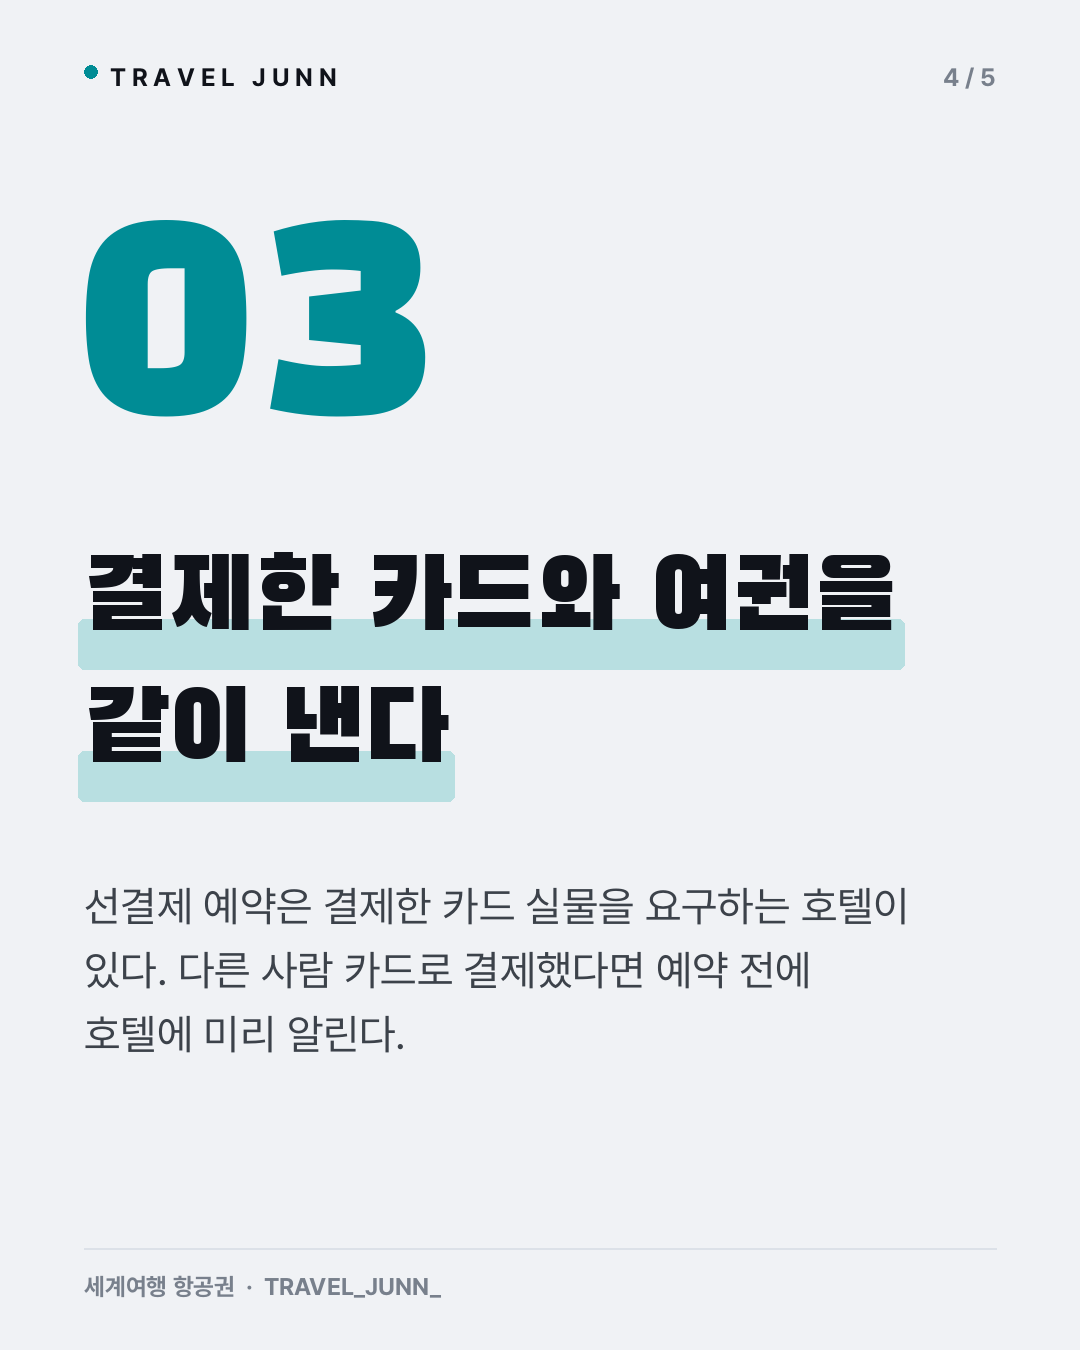 TRAVEL JUNN
4 / 5
03
결제한 카드와 여권을
같이 낸다
선결제 예약은 결제한 카드 실물을 요구하는 호텔이
있다. 다른 사람 카드로 결제했다면 예약 전에
호텔에 미리 알린다.
세계여행 항공권 · TRAVEL_JUNN_